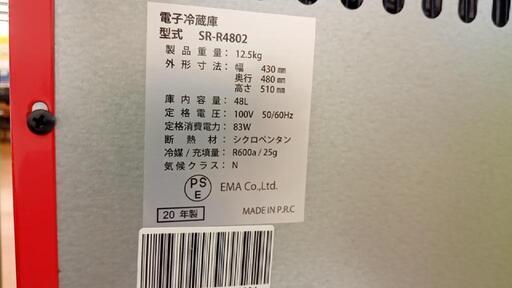 電子冷蔵庫
型式 SR-R4802
製品重量：12.5kg
外形寸法：幅 430㎜
奥行 480㎜
高さ 510㎜
庫内容量：48L
定格電圧：100V 50/60Hz
定格消費電力：83W
断熱材：シクロペンタン
冷媒/充填量：R600a / 25g
気候クラス：N
PS
E
EMA Co.,Ltd.
20 年製
MADE IN P.R.C